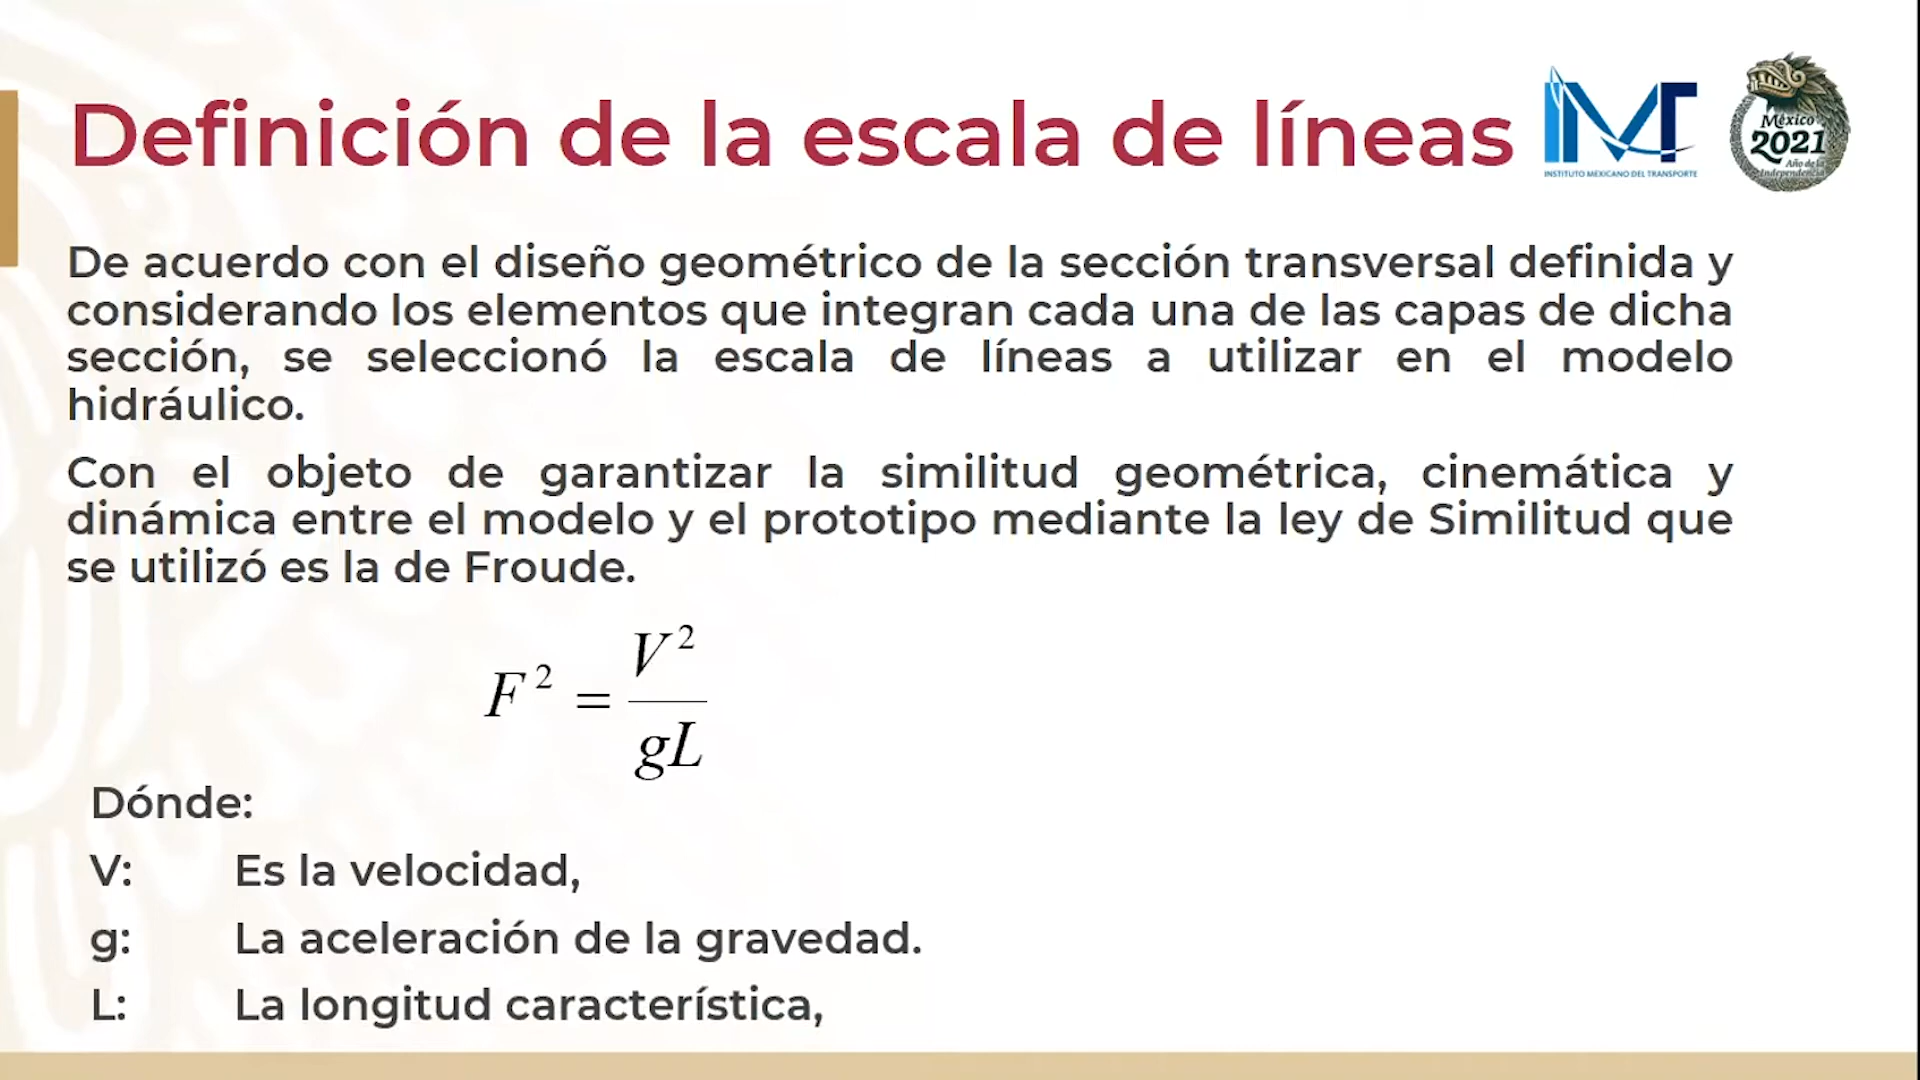 Definición de la escala de líneas
INSTITUTO MEXICANO DEL TRANSPORTE
México
2021
Año de la
Independencia
De acuerdo con el diseño geométrico de la sección transversal definida y
considerando los elementos que integran cada una de las capas de dicha
sección, se seleccionó la escala de líneas a utilizar en el modelo
hidráulico.
Con el objeto de garantizar la similitud geométrica, cinemática y
dinámica entre el modelo y el prototipo mediante la ley de Similitud que
se utilizó es la de Froude.
F² = V² / gL
Dónde:
V: Es la velocidad,
g: La aceleración de la gravedad.
L: La longitud característica,